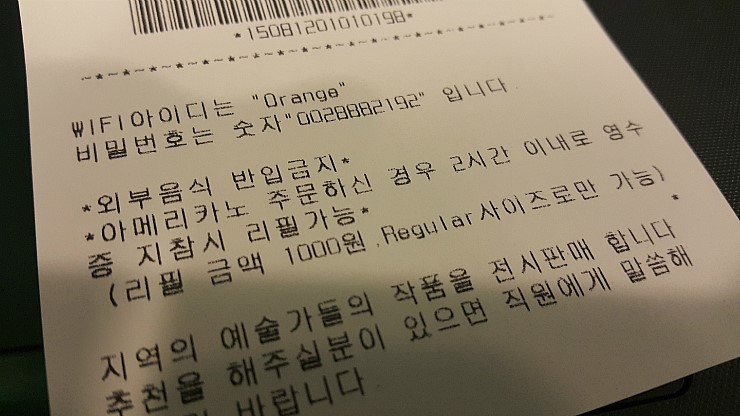 *15081201010198*
~*~*~*~*~*~*~*~*~*~*~*~*~*~*~*~*~*~
WIFI아이디는 "Orange"
비밀번호는 숫자"0028882192" 입니다.
*외부음식 반입금지*
*아메리카노 주문하신 경우 2시간 이내로 영수
증 지참시 리필가능*
(리필 금액 1000원,Regular사이즈로만 가능)
*
지역의 예술가들의 작품을 전시판매 합니다
추천을 해주실분이 있으면 직원에게 말씀해
바랍니다